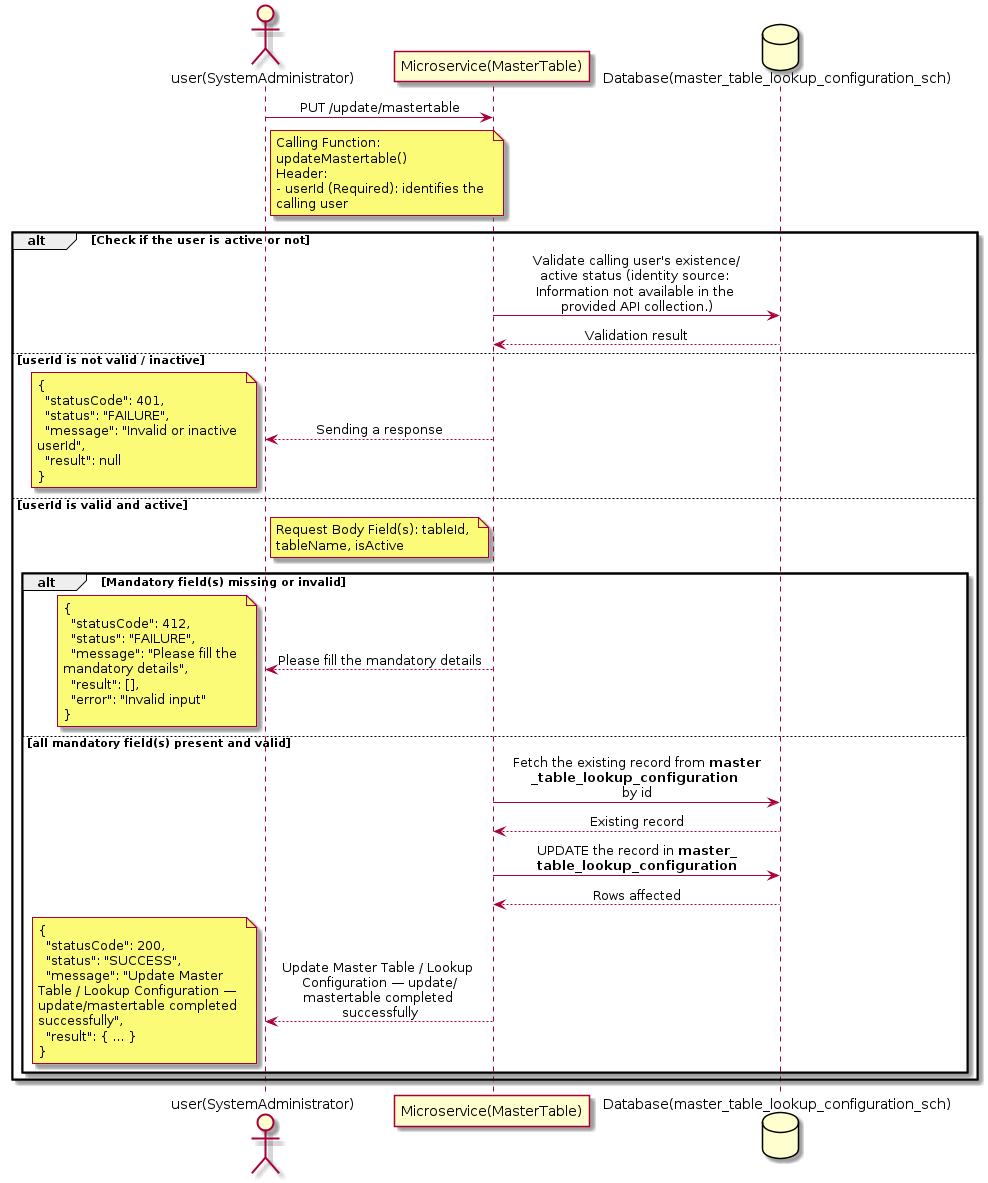 user(SystemAdministrator)
Microservice(MasterTable)
Database(master_table_lookup_configuration_sch)
PUT /update/mastertable
Calling Function:
updateMastertable()
Header:
- userId (Required): identifies the
calling user
alt
[Check if the user is active or not]
Validate calling user's existence/
active status (identity source:
Information not available in the
provided API collection.)
Validation result
[userId is not valid / inactive]
{
"statusCode": 401,
"status": "FAILURE",
"message": "Invalid or inactive
userId",
"result": null
}
Sending a response
[userId is valid and active]
Request Body Field(s): tableId,
tableName, isActive
alt
[Mandatory field(s) missing or invalid]
{
"statusCode": 412,
"status": "FAILURE",
"message": "Please fill the
mandatory details",
"result": [],
"error": "Invalid input"
}
Please fill the mandatory details
[all mandatory field(s) present and valid]
Fetch the existing record from master
_table_lookup_configuration
by id
Existing record
UPDATE the record in master_
table_lookup_configuration
Rows affected
{
"statusCode": 200,
"status": "SUCCESS",
"message": "Update Master
Table / Lookup Configuration —
update/mastertable completed
successfully",
"result": { ... }
}
Update Master Table / Lookup
Configuration — update/
mastertable completed
successfully
user(SystemAdministrator)
Microservice(MasterTable)
Database(master_table_lookup_configuration_sch)